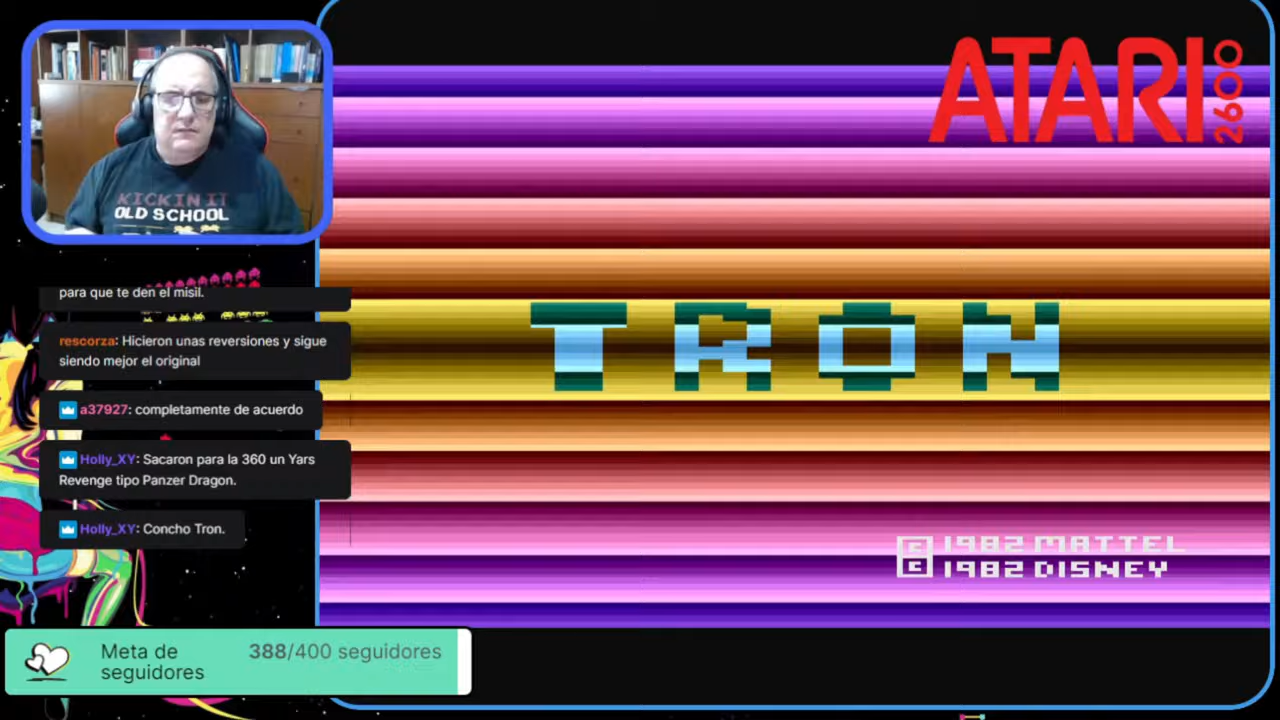 ATARI 2600
KICKIN IT
OLD SCHOOL
para que te den el misil.
rescorza: Hicieron unas reversiones y sigue
siendo mejor el original
a37927: completamente de acuerdo
Holly_XY: Sacaron para la 360 un Yars
Revenge tipo Panzer Dragon.
Holly_XY: Concho Tron.
TRON
C 1982 MATTEL
C 1982 DISNEY
Meta de
seguidores
388/400 seguidores